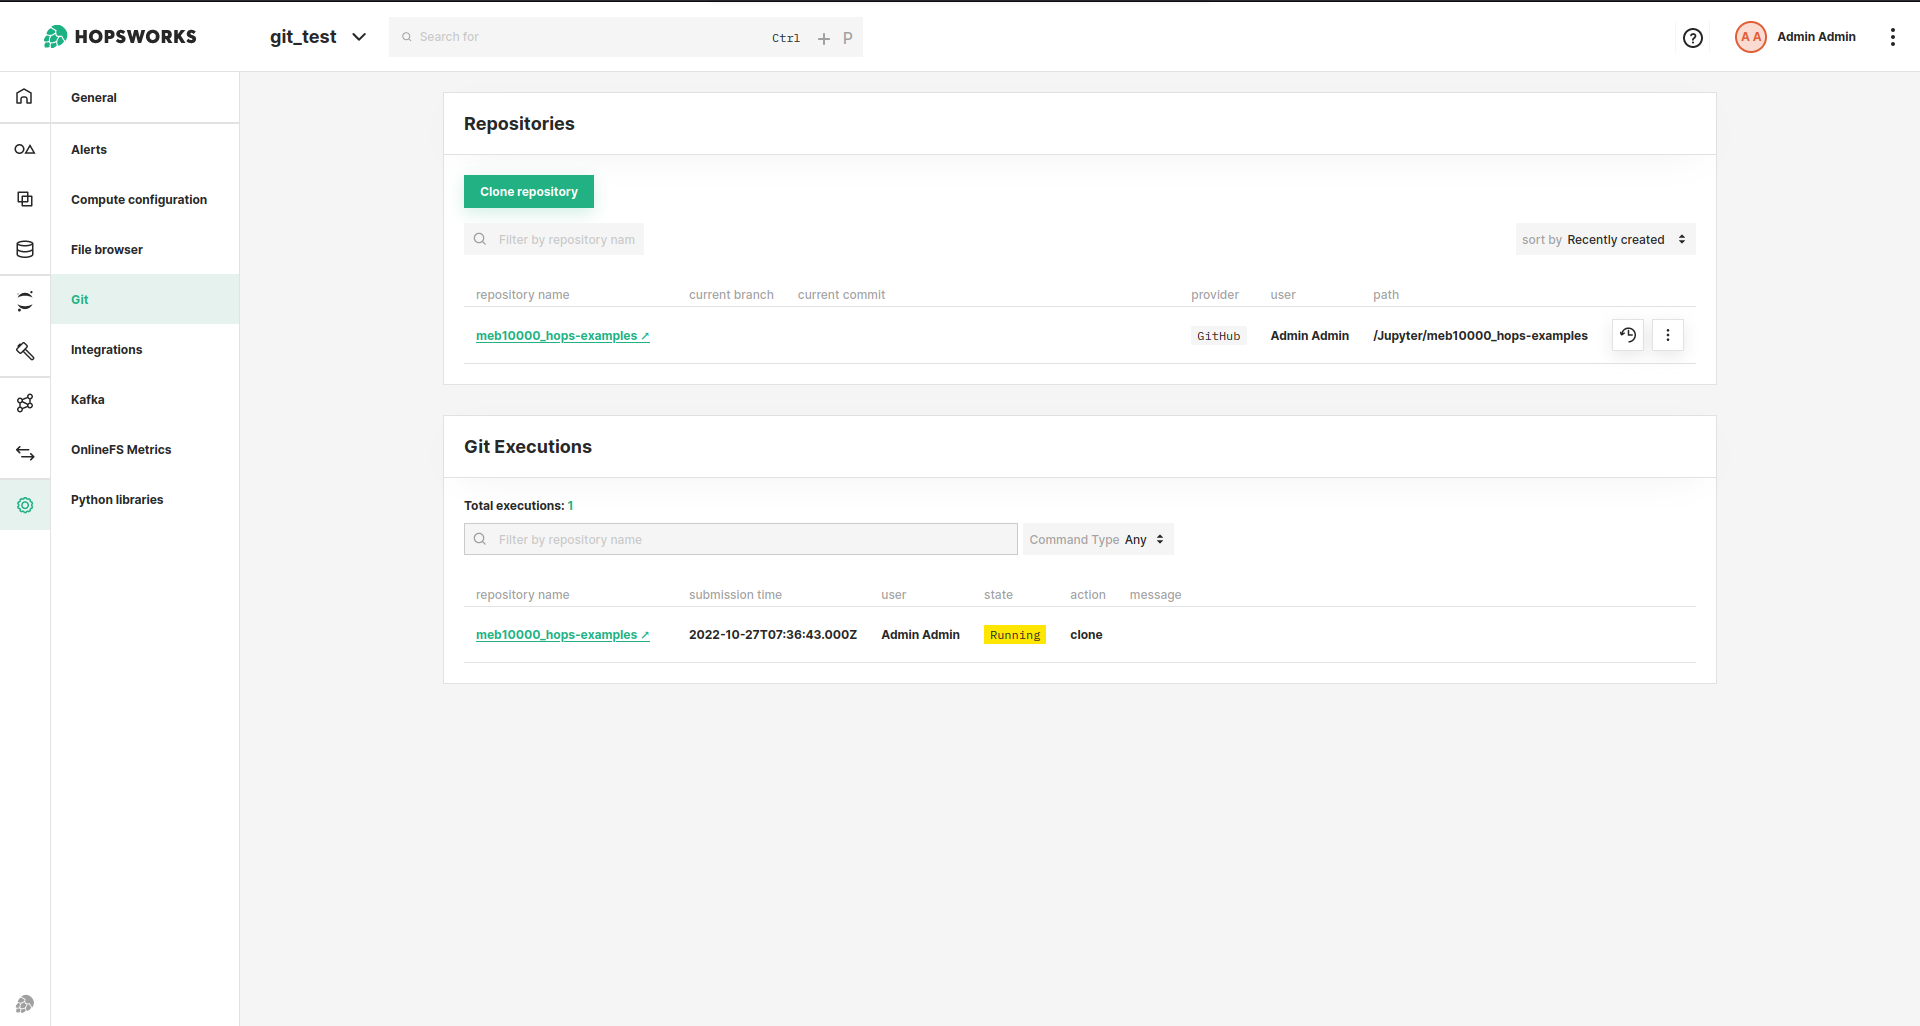 HOPSWORKS
git_test
Search for
Ctrl + P
A A
Admin Admin
General
Alerts
Compute configuration
File browser
Git
Integrations
Kafka
OnlineFS Metrics
Python libraries
Repositories
Clone repository
Filter by repository nam
sort by Recently created
repository name current branch current commit provider user path
meb10000_hops-examples GitHub Admin Admin /Jupyter/meb10000_hops-examples
Git Executions
Total executions: 1
Filter by repository name
Command Type Any
repository name submission time user state action message
meb10000_hops-examples 2022-10-27T07:36:43.000Z Admin Admin Running clone